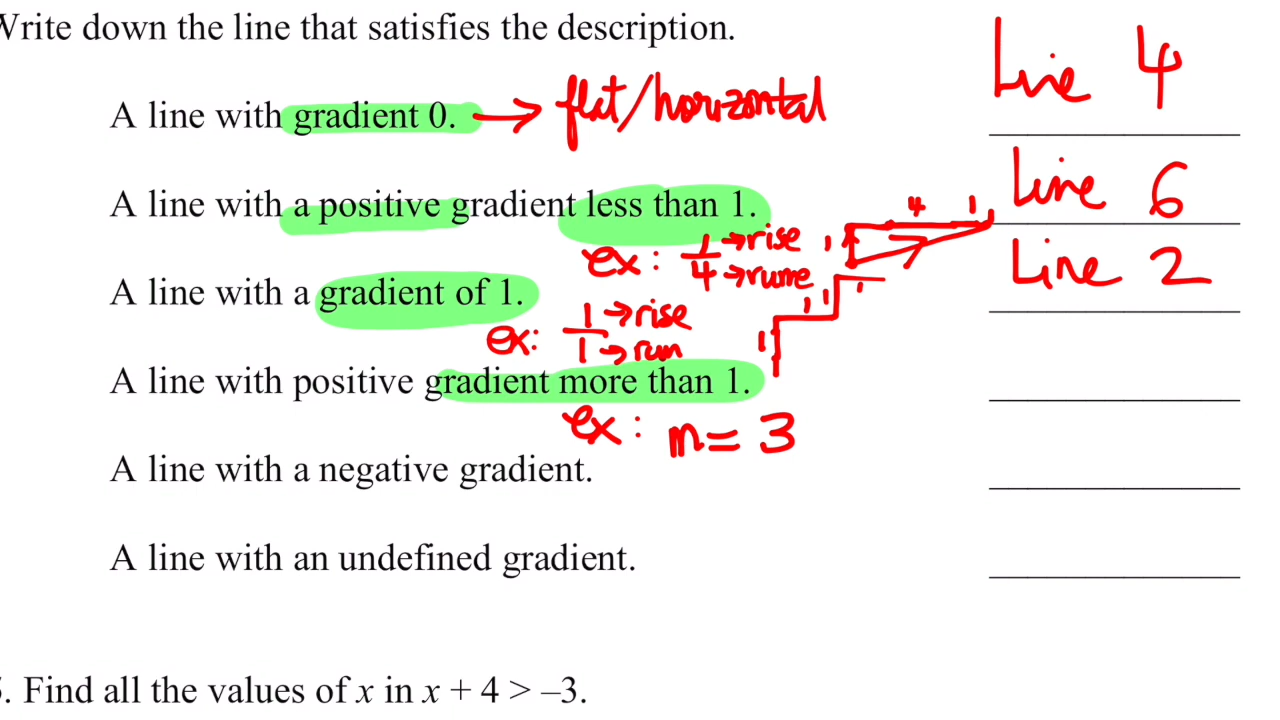 Write down the line that satisfies the description.
Line 4
A line with gradient 0. → flat/horizontal
A line with a positive gradient less than 1.
Line 6
4 1
ex: 1 → rise 1
4 → rune
A line with a gradient of 1.
Line 2
1 1 1
ex: 1 → rise 1
1 → run
A line with positive gradient more than 1.
ex: m = 3
A line with a negative gradient.
A line with an undefined gradient.
. Find all the values of x in x + 4 > –3.